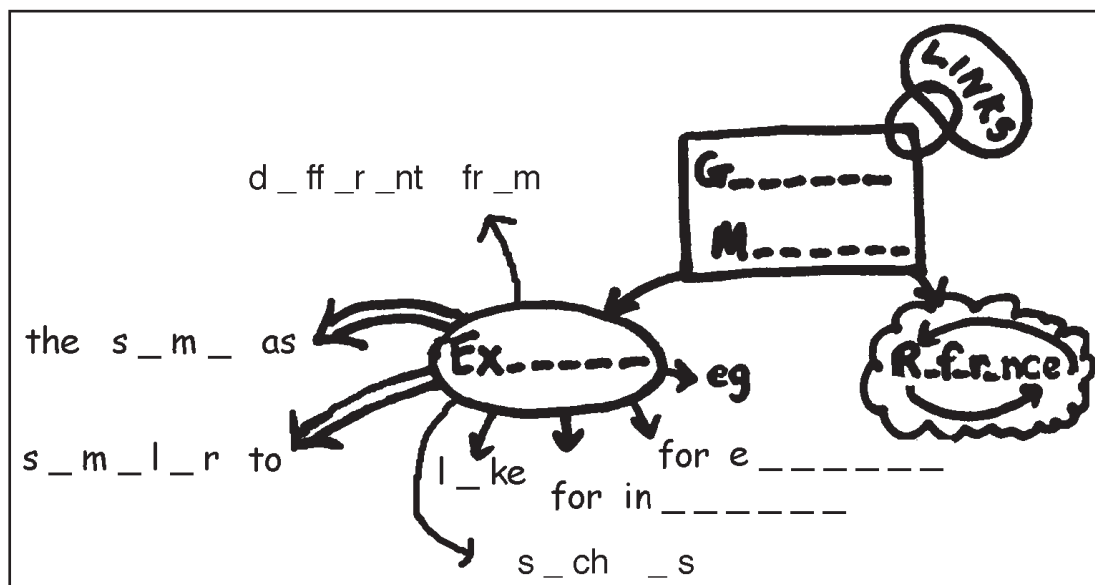 LINKS
G_ _ _ _ _ _
M_ _ _ _ _ _
d _ ff _r _nt fr _m
the s _ m _ as
Ex_ _ _ _ _ _
eg
R_f_r_nce
s _ m _ l _ r to
l _ ke
for e _ _ _ _ _ _
for in _ _ _ _ _ _
s _ ch _ s